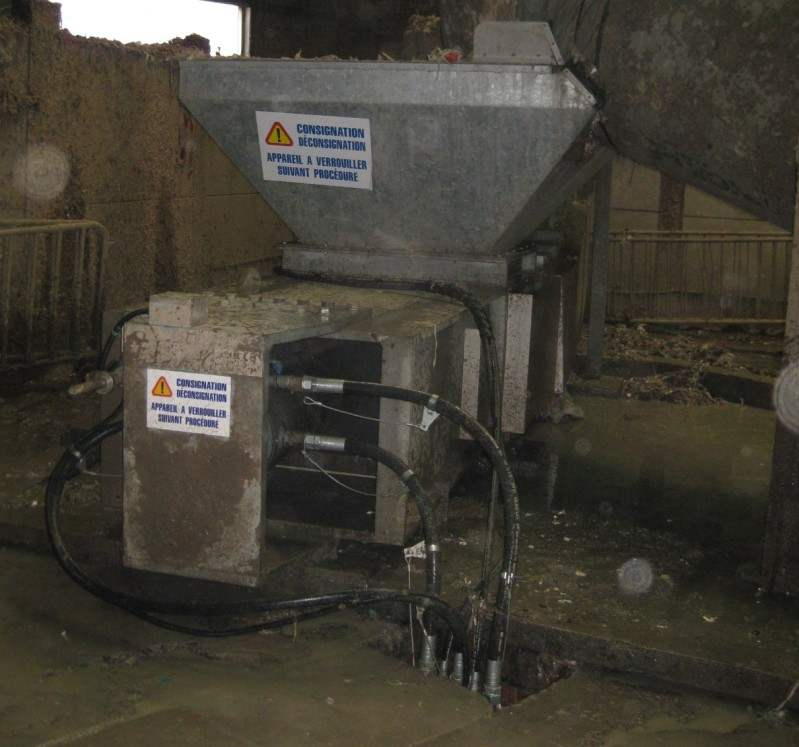 CONSIGNATION
DÉCONSIGNATION
APPAREIL A VERROUILLER
SUIVANT PROCÉDURE
CONSIGNATION
DÉCONSIGNATION
APPAREIL A VERROUILLER
SUIVANT PROCÉDURE